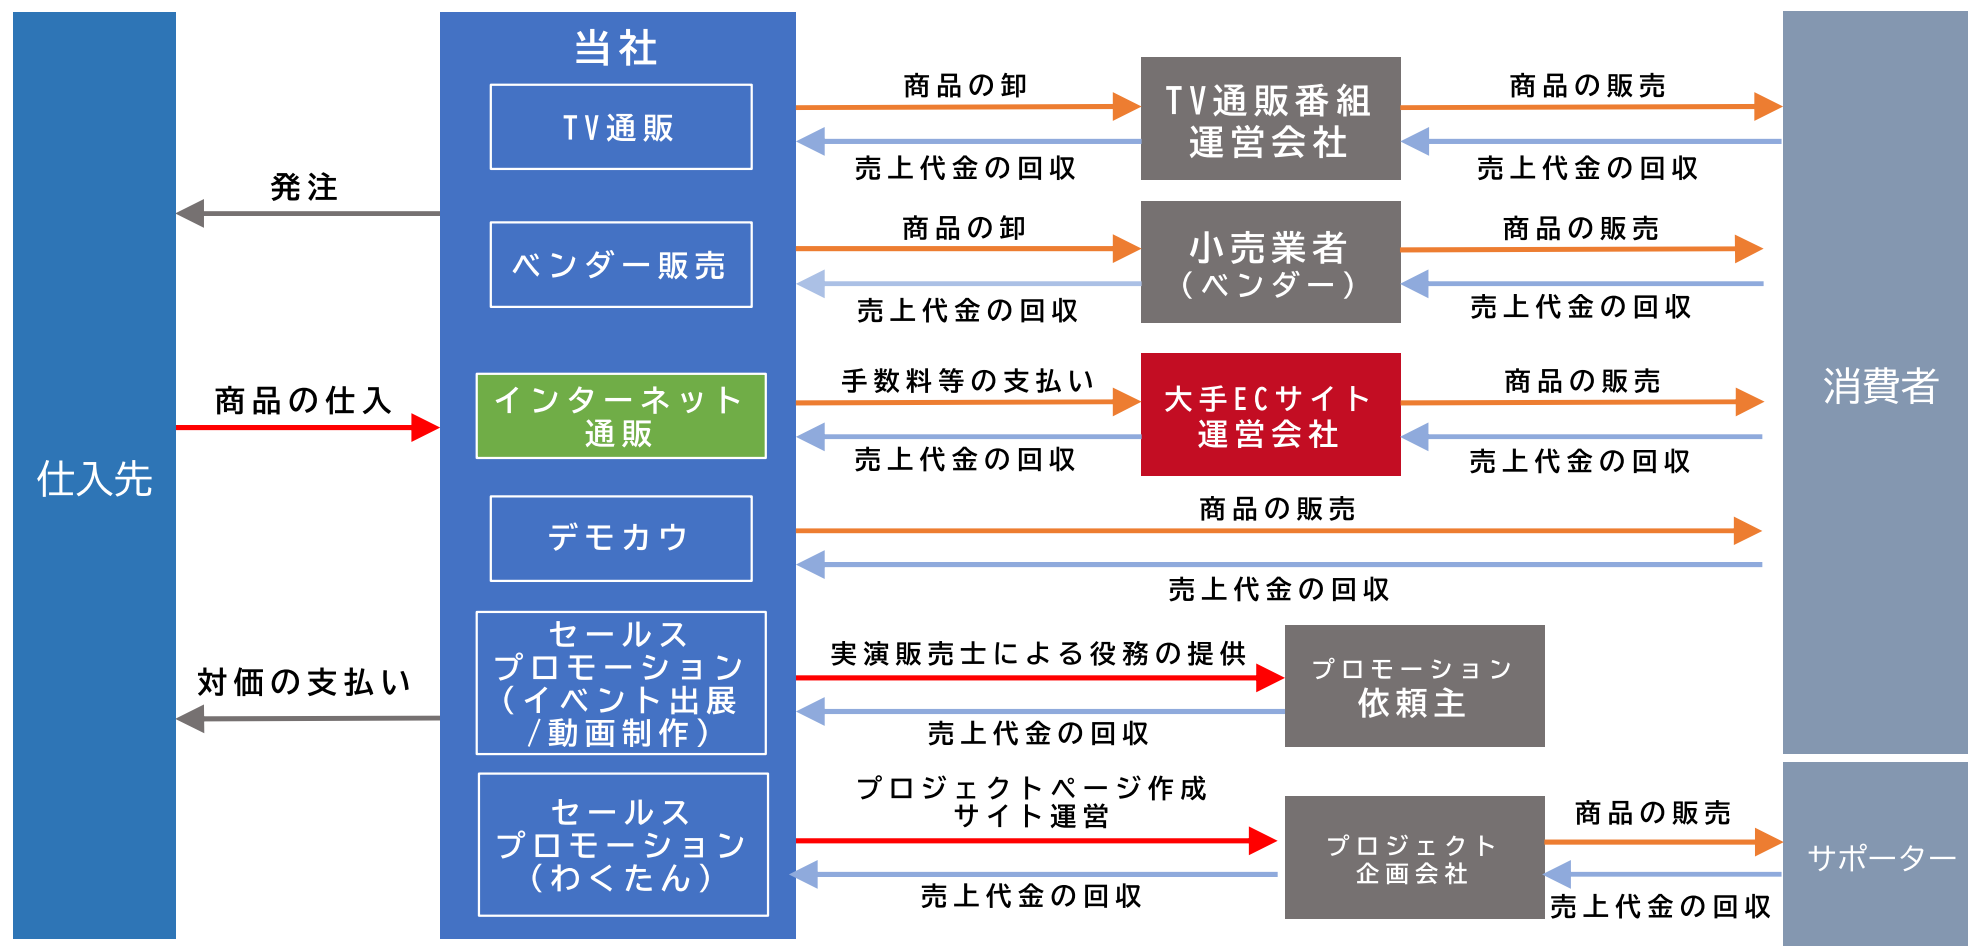 仕入先
発注
商品の仕入
対価の支払い
当社
TV通販
ベンダー販売
インターネット
通販
デモカウ
セールス
プロモーション
（イベント出展
/動画制作）
セールス
プロモーション
（わくたん）
商品の卸
売上代金の回収
TV通販番組
運営会社
商品の販売
売上代金の回収
商品の卸
売上代金の回収
小売業者
（ベンダー）
商品の販売
売上代金の回収
手数料等の支払い
売上代金の回収
大手ECサイト
運営会社
商品の販売
売上代金の回収
商品の販売
売上代金の回収
実演販売士による役務の提供
売上代金の回収
プロモーション
依頼主
プロジェクトページ作成
サイト運営
売上代金の回収
プロジェクト
企画会社
商品の販売
売上代金の回収
消費者
サポーター